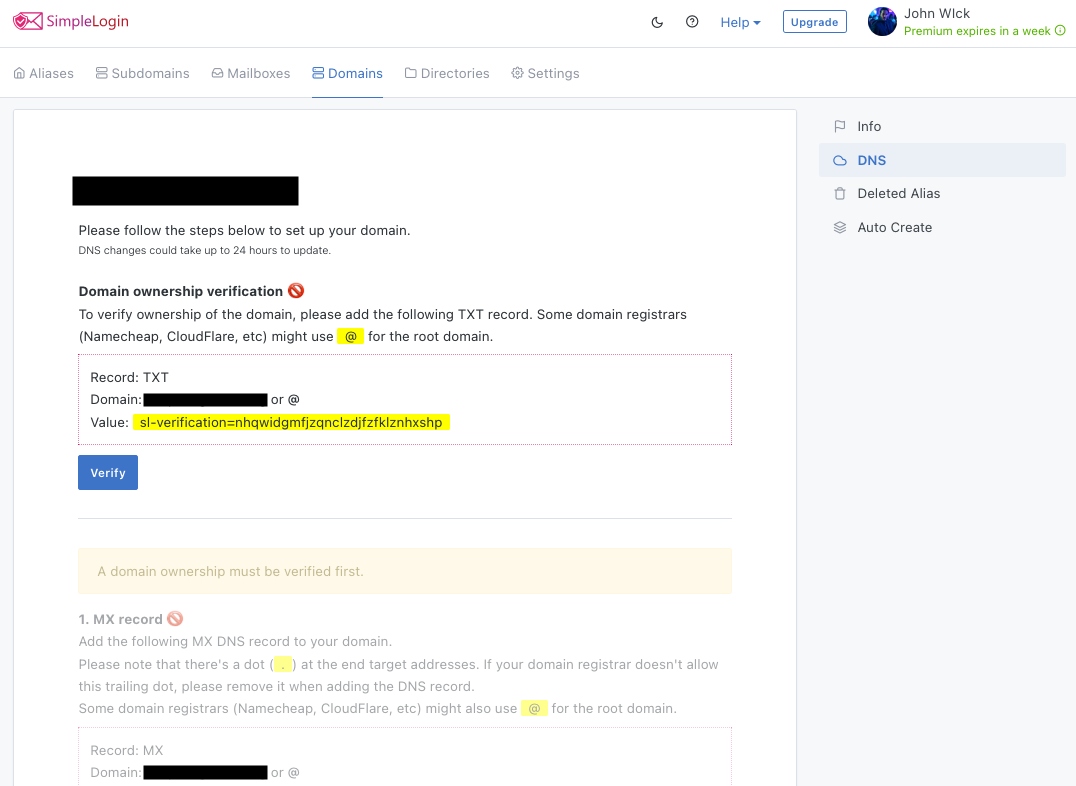 SimpleLogin
Help
Upgrade
John WIck
Premium expires in a week
Aliases
Subdomains
Mailboxes
Domains
Directories
Settings
Info
DNS
Deleted Alias
Auto Create
Please follow the steps below to set up your domain.
DNS changes could take up to 24 hours to update.
Domain ownership verification
To verify ownership of the domain, please add the following TXT record. Some domain registrars
(Namecheap, CloudFlare, etc) might use @ for the root domain.
Record: TXT
Domain: or @
Value: sl-verification=nhqwidgmfjzqnclzdjfzfklznhxshp
Verify
A domain ownership must be verified first.
1. MX record
Add the following MX DNS record to your domain.
Please note that there's a dot ( . ) at the end target addresses. If your domain registrar doesn't allow
this trailing dot, please remove it when adding the DNS record.
Some domain registrars (Namecheap, CloudFlare, etc) might also use @ for the root domain.
Record: MX
Domain: or @